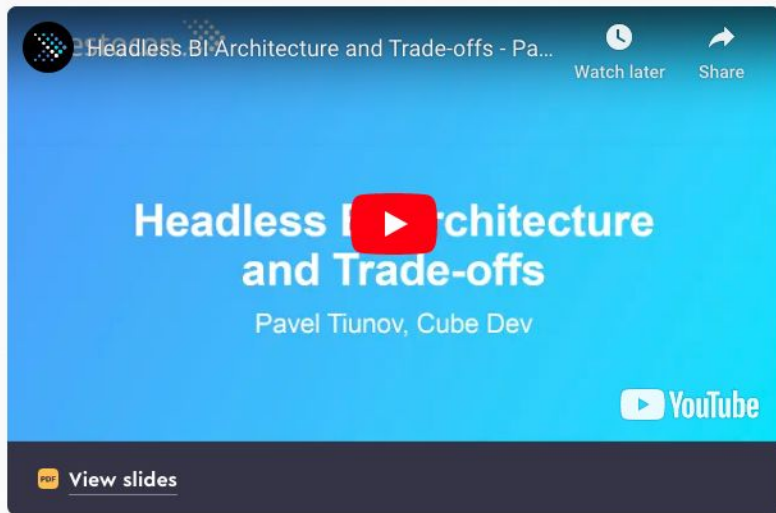 Headless BI Architecture and Trade-offs - Pa...
Watch later
Share
Headless B rchitecture
and Trade-offs
Pavel Tiunov, Cube Dev
YouTube
PDF
View slides